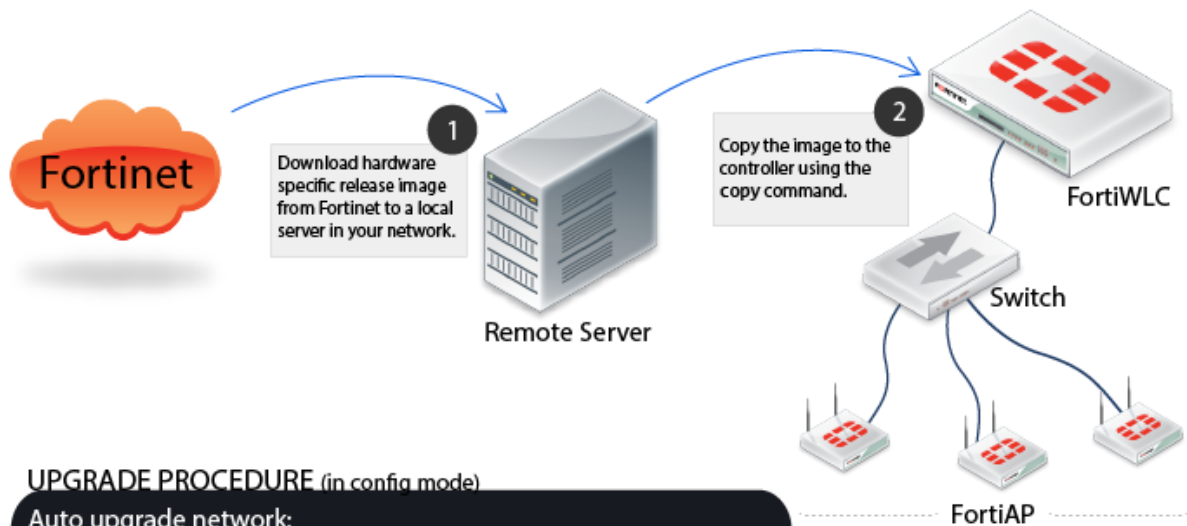 Fortinet
1
Download hardware
specific release image
from Fortinet to a local
server in your network.
Remote Server
2
Copy the image to the
controller using the
copy command.
FortiWLC
Switch
FortiAP
UPGRADE PROCEDURE (in config mode)
Auto upgrade network: